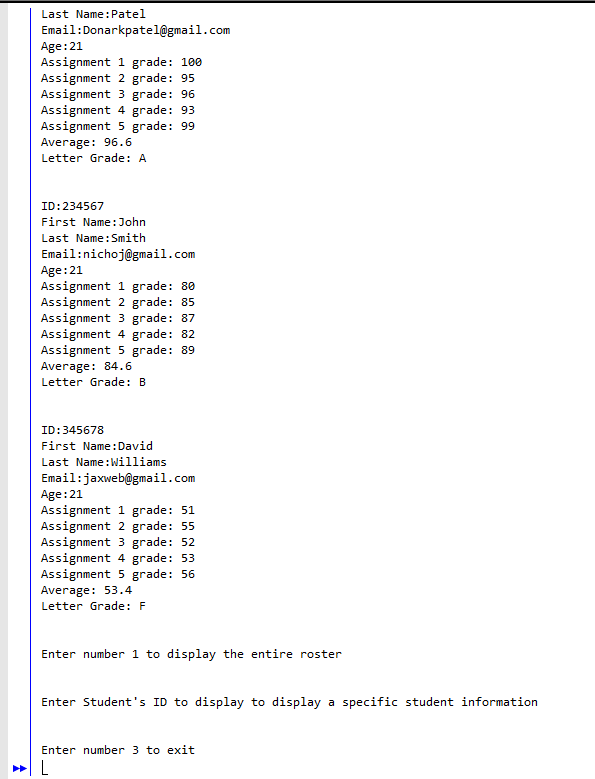 Last Name:Patel
Email:Donarkpatel@gmail.com
Age:21
Assignment 1 grade: 100
Assignment 2 grade: 95
Assignment 3 grade: 96
Assignment 4 grade: 93
Assignment 5 grade: 99
Average: 96.6
Letter Grade: A
ID:234567
First Name:John
Last Name:Smith
Email:nichoj@gmail.com
Age:21
Assignment 1 grade: 80
Assignment 2 grade: 85
Assignment 3 grade: 87
Assignment 4 grade: 82
Assignment 5 grade: 89
Average: 84.6
Letter Grade: B
ID:345678
First Name:David
Last Name:Williams
Email:jaxweb@gmail.com
Age:21
Assignment 1 grade: 51
Assignment 2 grade: 55
Assignment 3 grade: 52
Assignment 4 grade: 53
Assignment 5 grade: 56
Average: 53.4
Letter Grade: F
Enter number 1 to display the entire roster
Enter Student's ID to display to display a specific student information
Enter number 3 to exit